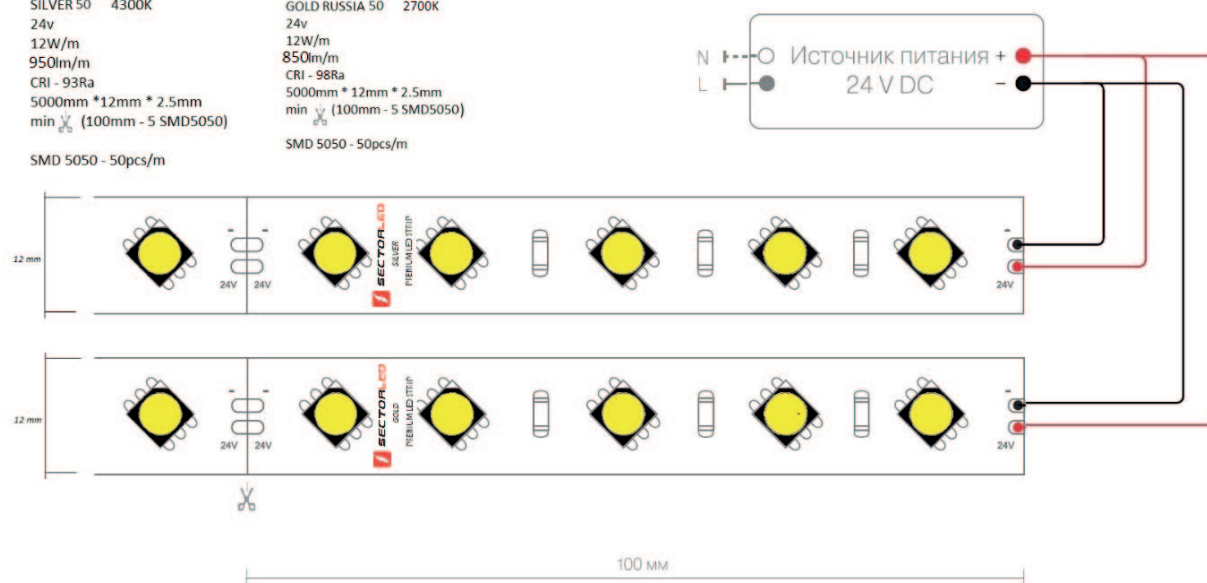 SILVER 50 4300K
24v
12W/m
950lm/m
CRI - 93Ra
5000mm *12mm * 2.5mm
min (100mm - 5 SMD5050)
SMD 5050 - 50pcs/m
GOLD RUSSIA 50 2700K
24v
12W/m
850lm/m
CRI - 98Ra
5000mm * 12mm * 2.5mm
min (100mm - 5 SMD5050)
SMD 5050 - 50pcs/m
N Источник питания +
L 24 V DC −
12 mm
- -
24V 24V
SECTORLED
SILVER
PREMIUM LED STRIP
-
24V
12 mm
- -
24V 24V
SECTORLED
GOLD
PREMIUM LED STRIP
-
24V
100 мм